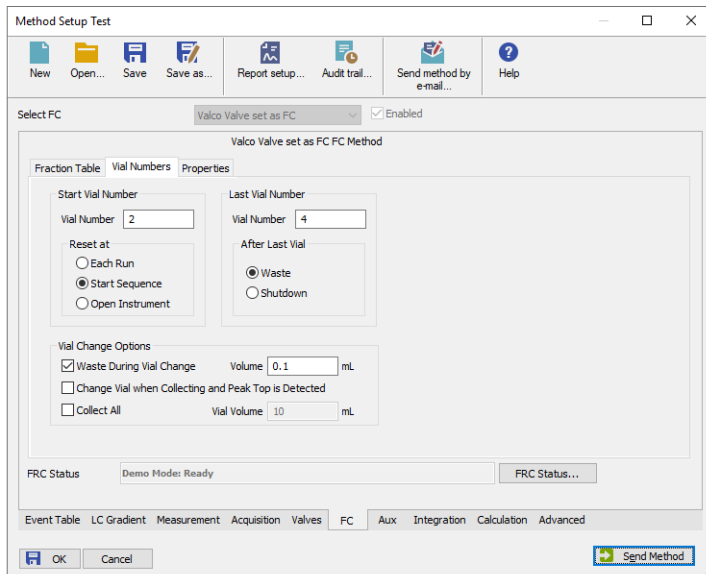 Method Setup Test
New Open... Save Save as... Report setup... Audit trail... Send method by e-mail... Help
Select FC Valco Valve set as FC Enabled
Valco Valve set as FC FC Method
Fraction Table Vial Numbers Properties
Start Vial Number Last Vial Number
Vial Number 2 Vial Number 4
Reset at After Last Vial
Each Run
Waste
Start Sequence
Shutdown
Open Instrument
Vial Change Options
Waste During Vial Change Volume 0.1 mL
Change Vial when Collecting and Peak Top is Detected
Collect All Vial Volume 10 mL
FRC Status Demo Mode: Ready FRC Status...
Event Table LC Gradient Measurement Acquisition Valves FC Aux Integration Calculation Advanced
OK Cancel Send Method